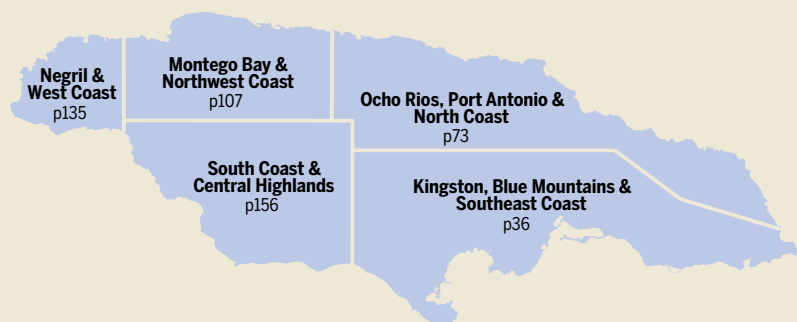 Negril &
West Coast
p135
Montego Bay &
Northwest Coast
p107
Ocho Rios, Port Antonio &
North Coast
p73
South Coast &
Central Highlands
p156
Kingston, Blue Mountains &
Southeast Coast
p36